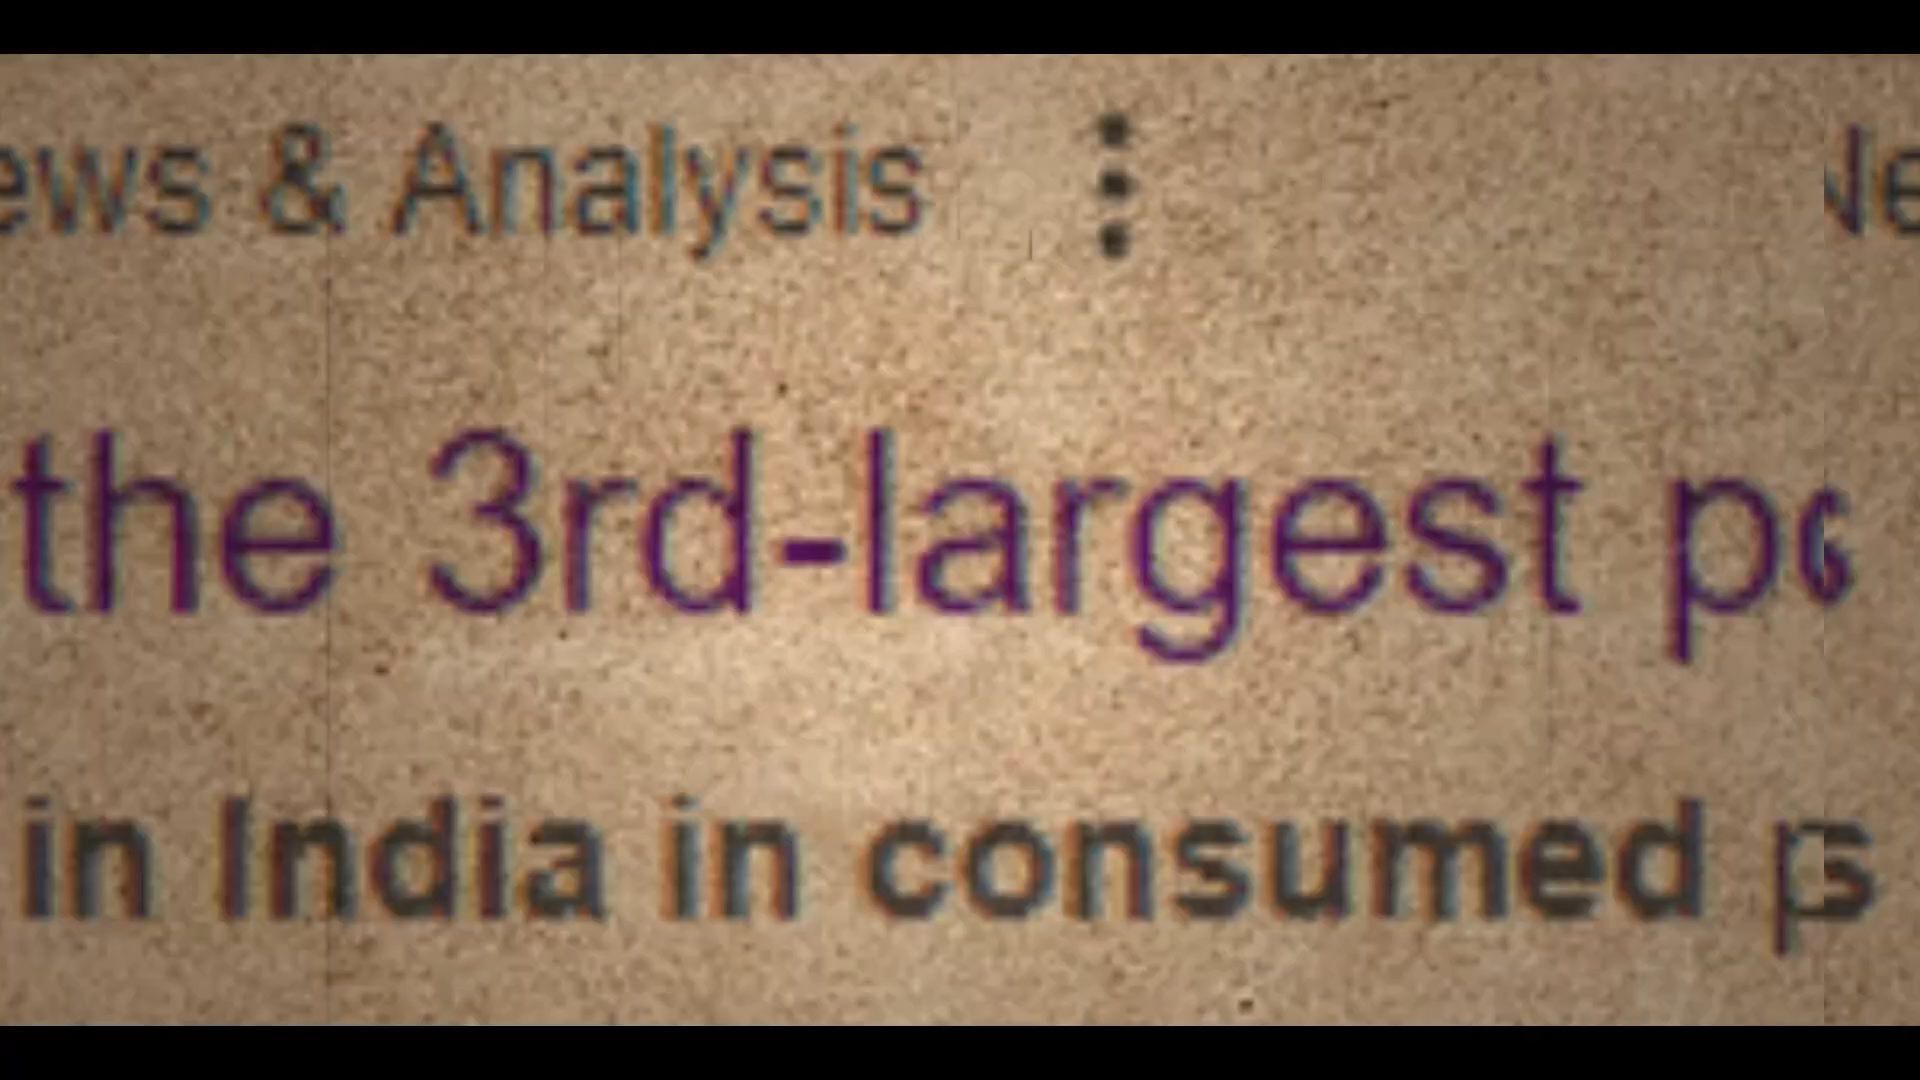 ews & Analysis
the 3rd-largest
in India in consumed